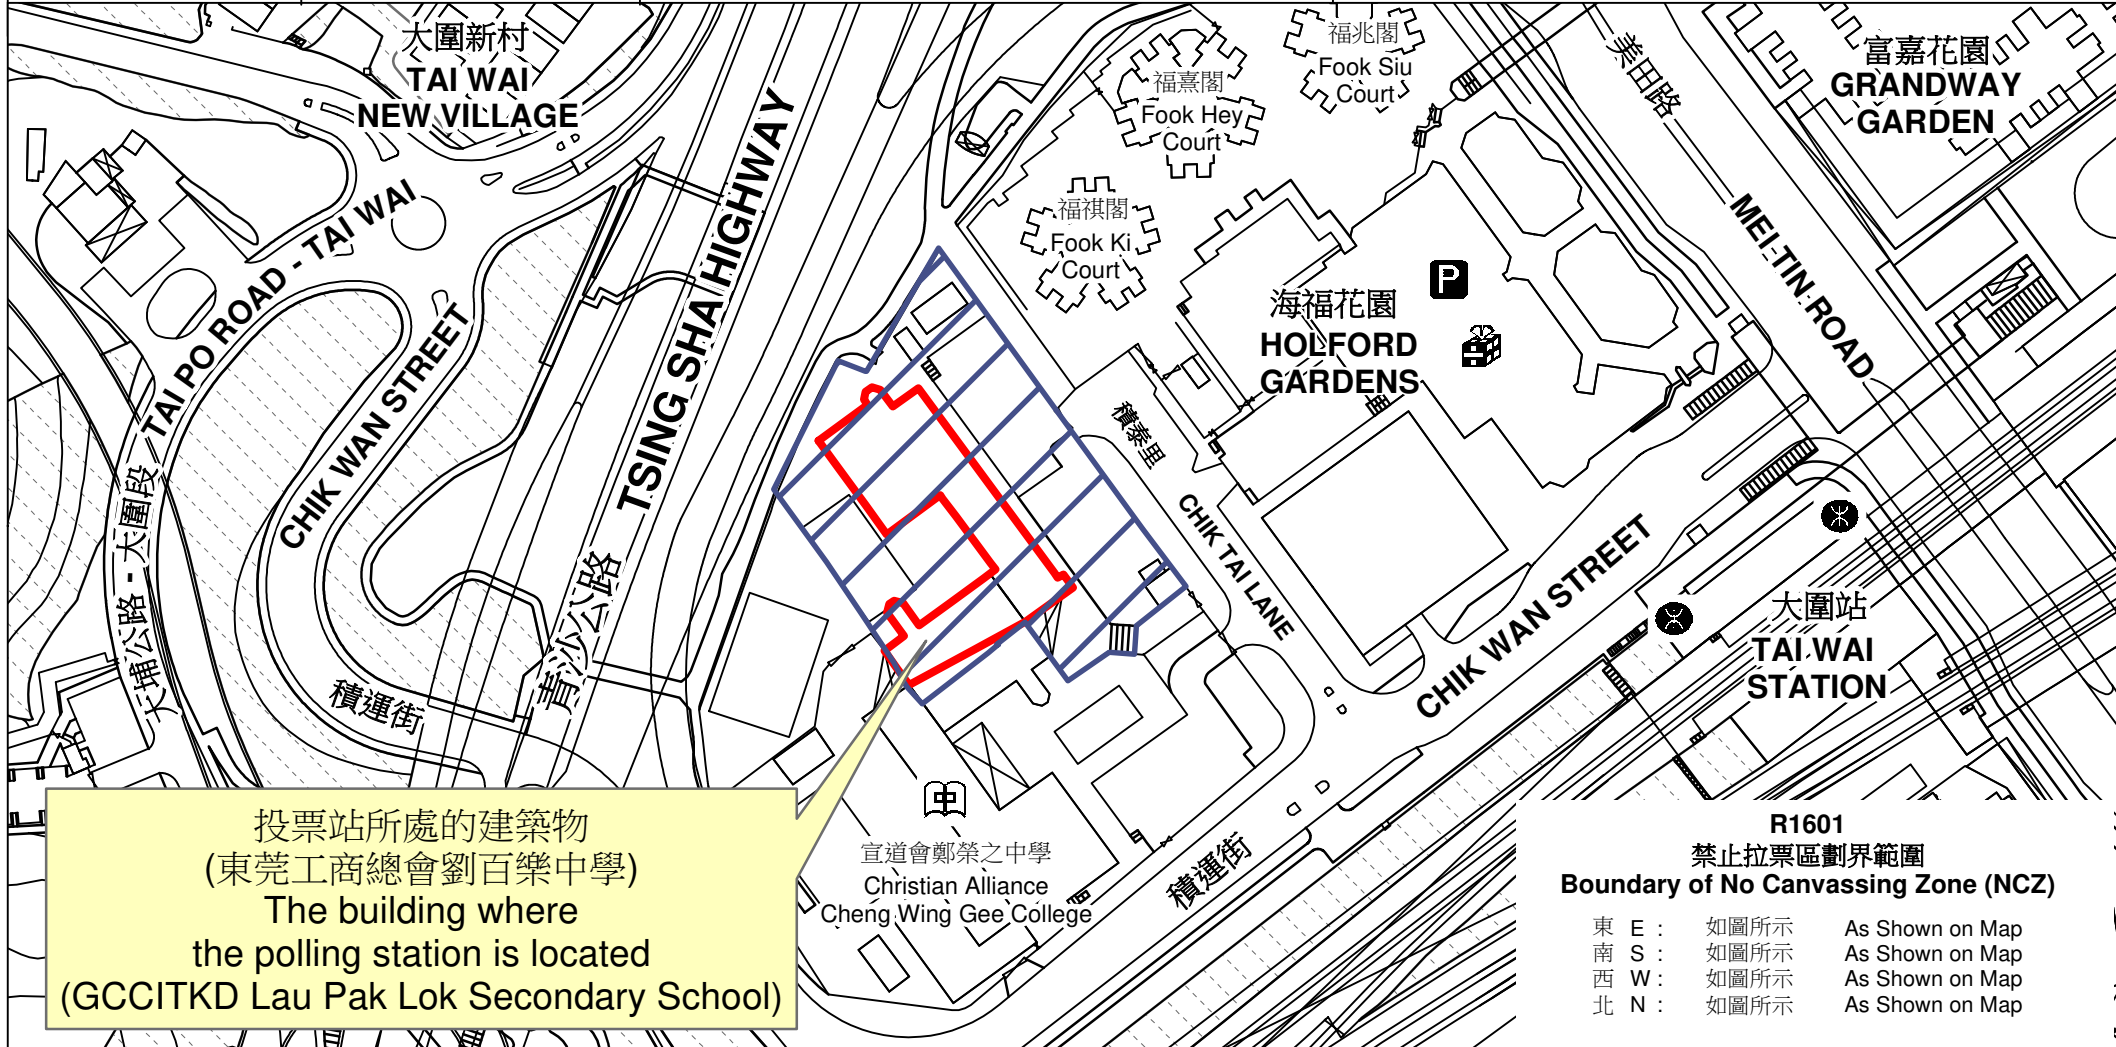 大圍新村
TAI WAI
NEW VILLAGE
福兆閣
Fook Siu
Court
福熹閣
Fook Hey
Court
福祺閣
Fook Ki
Court
美田路
富嘉花園
GRANDWAY
GARDEN
MEI TIN ROAD
TSING SHA HIGHWAY
青沙公路
TAI PO ROAD - TAI WAI
大埔公路 - 大圍段
CHIK WAN STREET
積運街
P
海福花園
HOLFORD
GARDENS
積泰里
CHIK TAI LANE
CHIK WAN STREET
積運街
大圍站
TAI WAI
STATION
宣道會鄭榮之中學
Christian Alliance
Cheng Wing Gee College
投票站所處的建築物
(東莞工商總會劉百樂中學)
The building where
the polling station is located
(GCCITKD Lau Pak Lok Secondary School)
R1601
禁止拉票區劃界範圍
Boundary of No Canvassing Zone (NCZ)
東 E : 如圖所示 As Shown on Map
南 S : 如圖所示 As Shown on Map
西 W : 如圖所示 As Shown on Map
北 N : 如圖所示 As Shown on Map